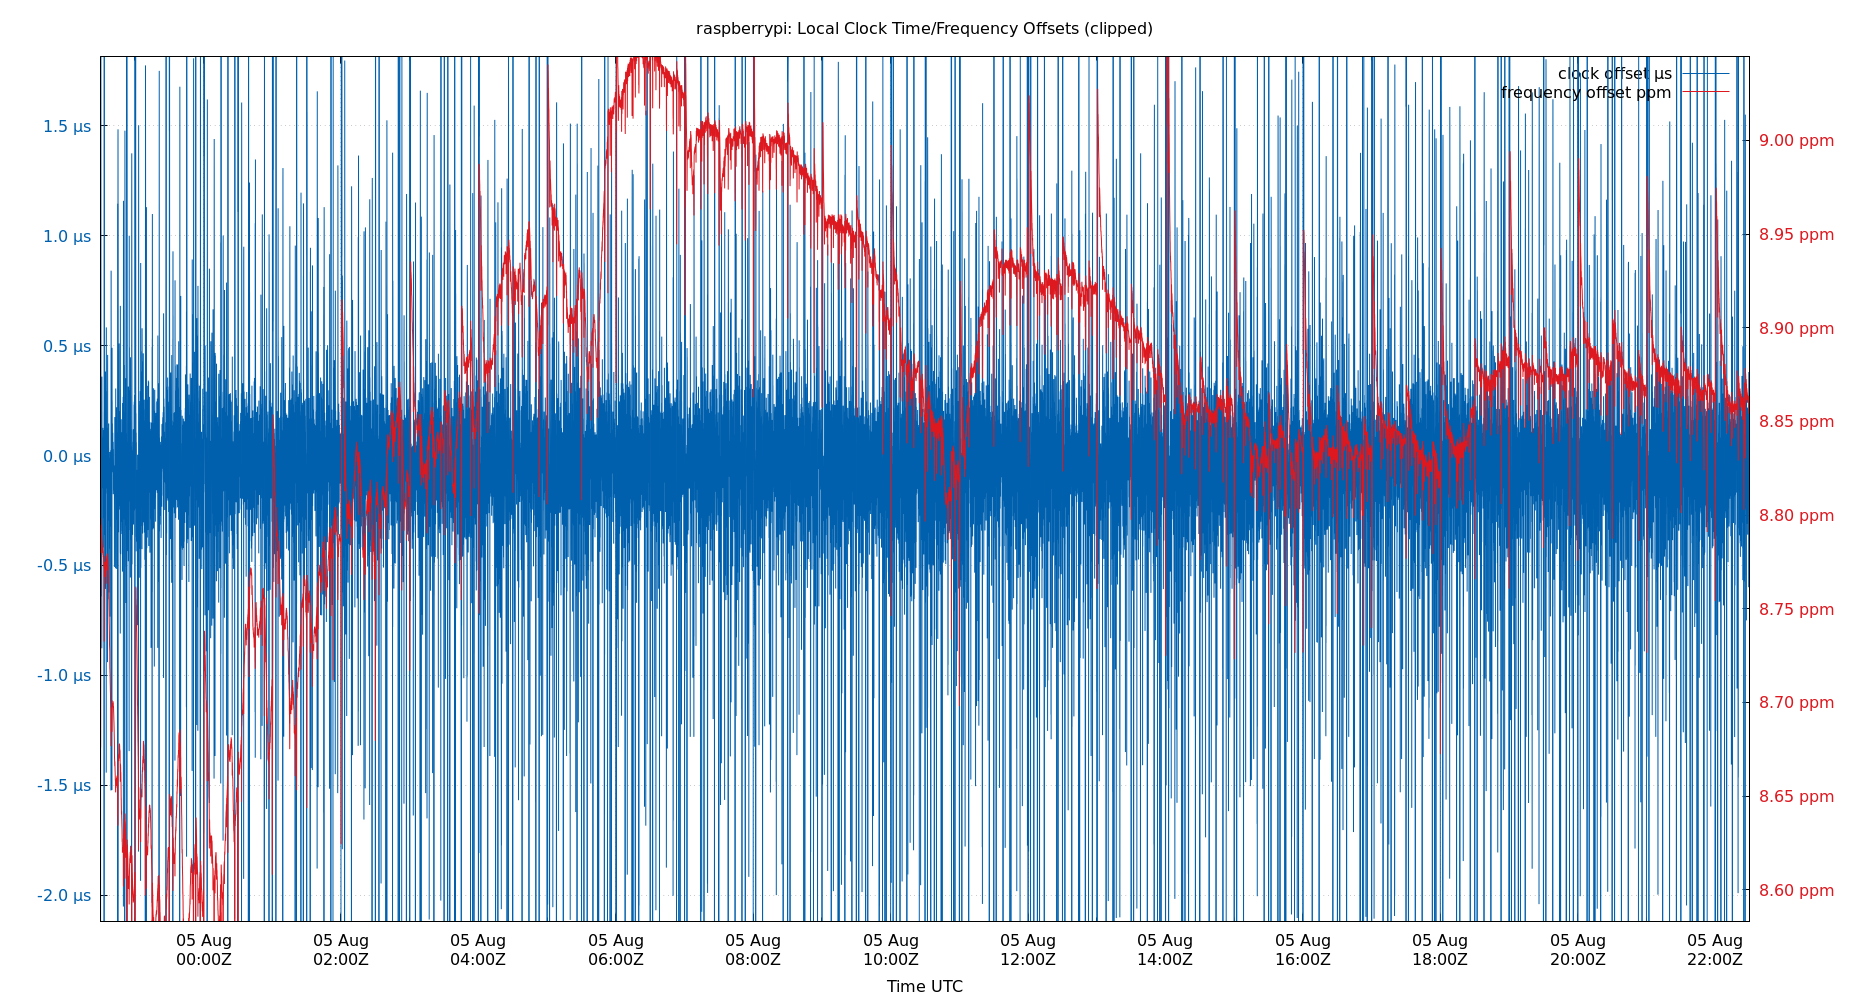 raspberrypi: Local Clock Time/Frequency Offsets (clipped)
clock offset µs
frequency offset ppm
1.5 µs
1.0 µs
0.5 µs
0.0 µs
-0.5 µs
-1.0 µs
-1.5 µs
-2.0 µs
9.00 ppm
8.95 ppm
8.90 ppm
8.85 ppm
8.80 ppm
8.75 ppm
8.70 ppm
8.65 ppm
8.60 ppm
05 Aug 05 Aug 05 Aug 05 Aug 05 Aug 05 Aug 05 Aug 05 Aug 05 Aug 05 Aug 05 Aug 05 Aug
00:00Z 02:00Z 04:00Z 06:00Z 08:00Z 10:00Z 12:00Z 14:00Z 16:00Z 18:00Z 20:00Z 22:00Z
Time UTC